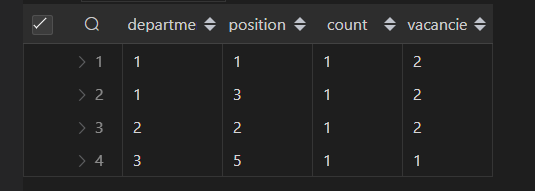 departme position count vacancie
1 1 1 1 2
2 1 3 1 2
3 2 2 1 2
4 3 5 1 1